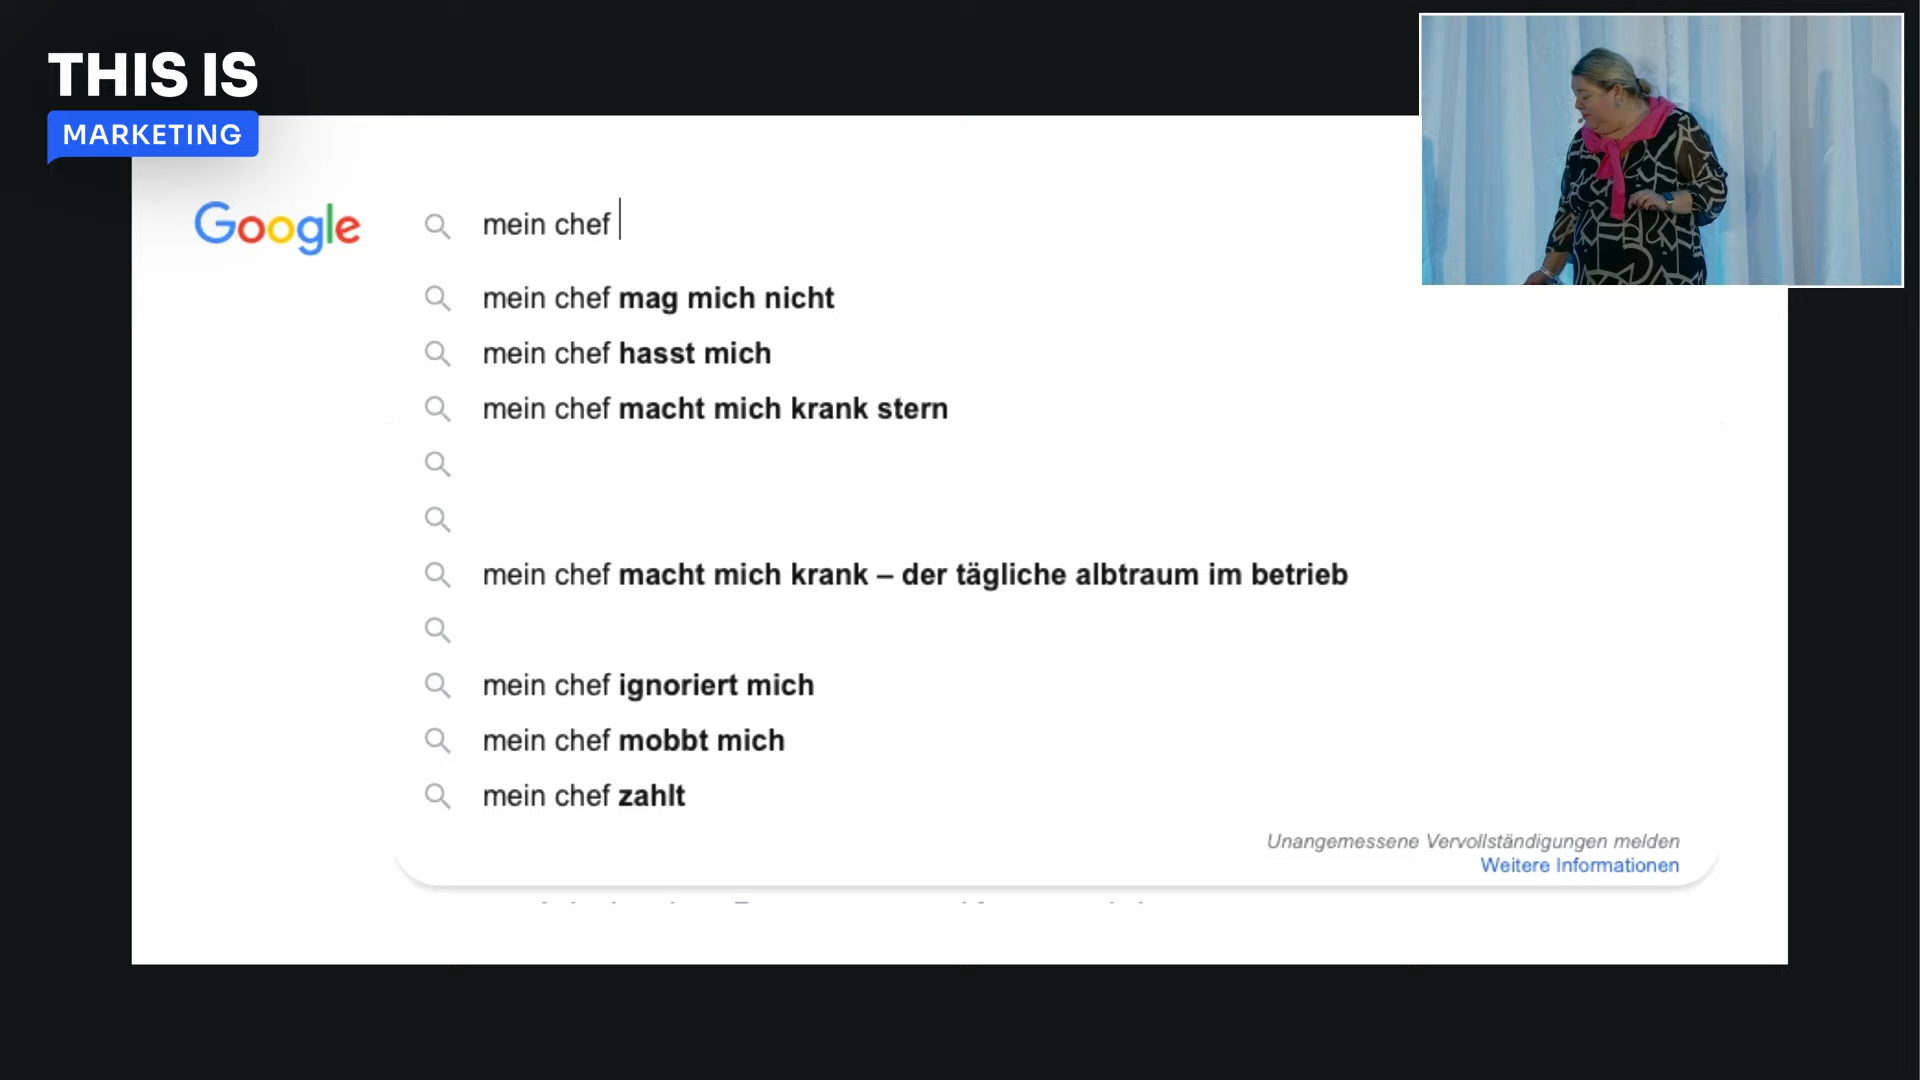 THIS IS
MARKETING
Google
mein chef
mein chef mag mich nicht
mein chef hasst mich
mein chef macht mich krank stern
mein chef macht mich krank – der tägliche albtraum im betrieb
mein chef ignoriert mich
mein chef mobbt mich
mein chef zahlt
Unangemessene Vervollständigungen melden
Weitere Informationen